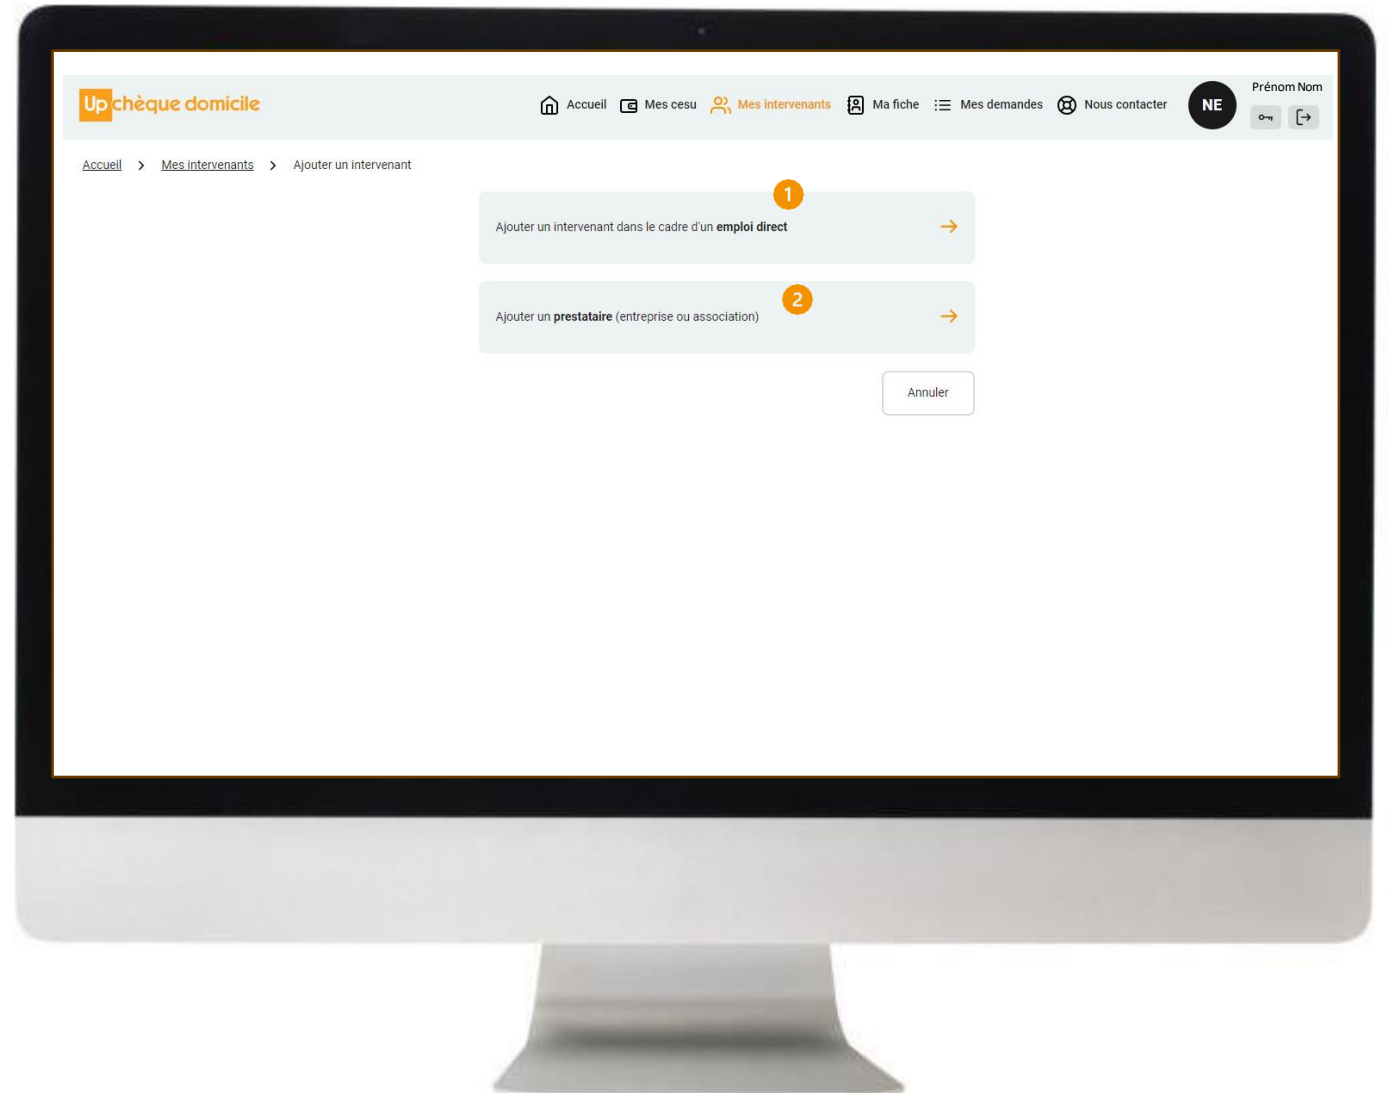 Up chèque domicile
Accueil Mes cesu Mes intervenants Ma fiche Mes demandes Nous contacter NE Prénom Nom
Accueil > Mes intervenants > Ajouter un intervenant
1
Ajouter un intervenant dans le cadre d'un emploi direct
2
Ajouter un prestataire (entreprise ou association)
Annuler